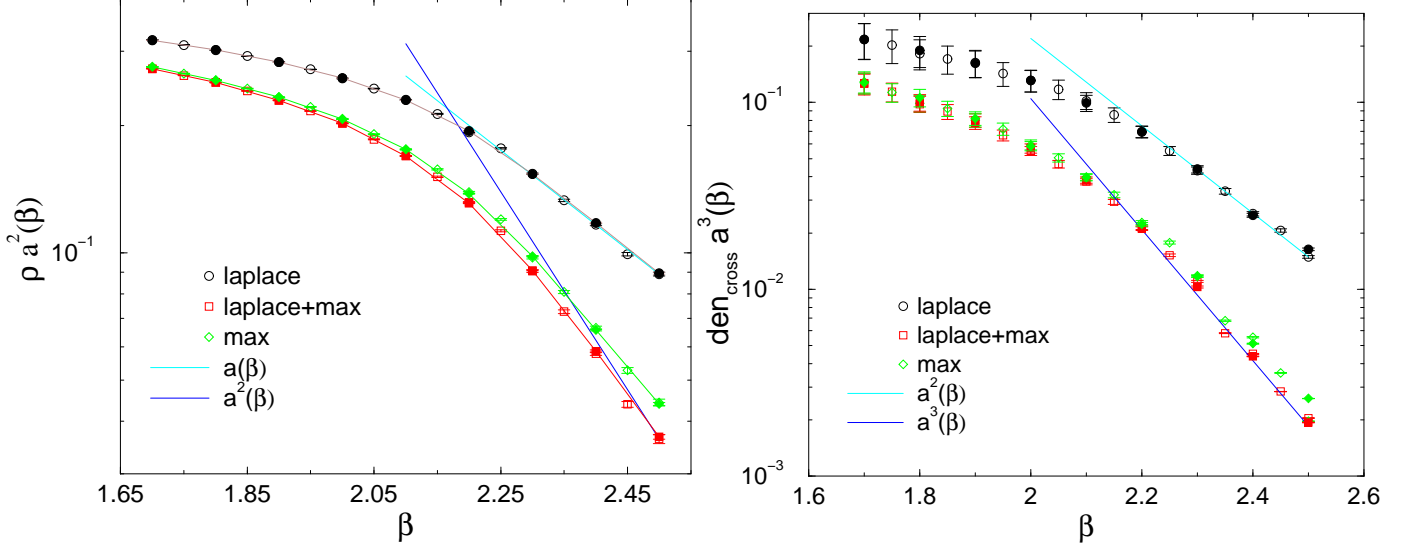 ρ a²(β)
10⁻¹
laplace
laplace+max
max
a(β)
a²(β)
1.65 1.85 2.05 2.25 2.45
β
den_cross a³(β)
10⁻¹
10⁻²
10⁻³
laplace
laplace+max
max
a²(β)
a³(β)
1.6 1.8 2 2.2 2.4 2.6
β